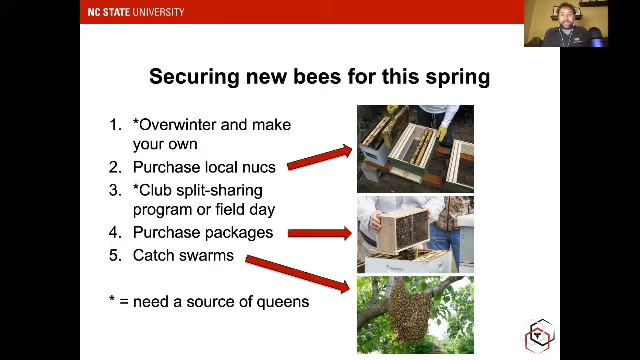 NC STATE UNIVERSITY
Securing new bees for this spring
1. *Overwinter and make
your own
2. Purchase local nucs
3. *Club split-sharing
program or field day
4. Purchase packages
5. Catch swarms
* = need a source of queens